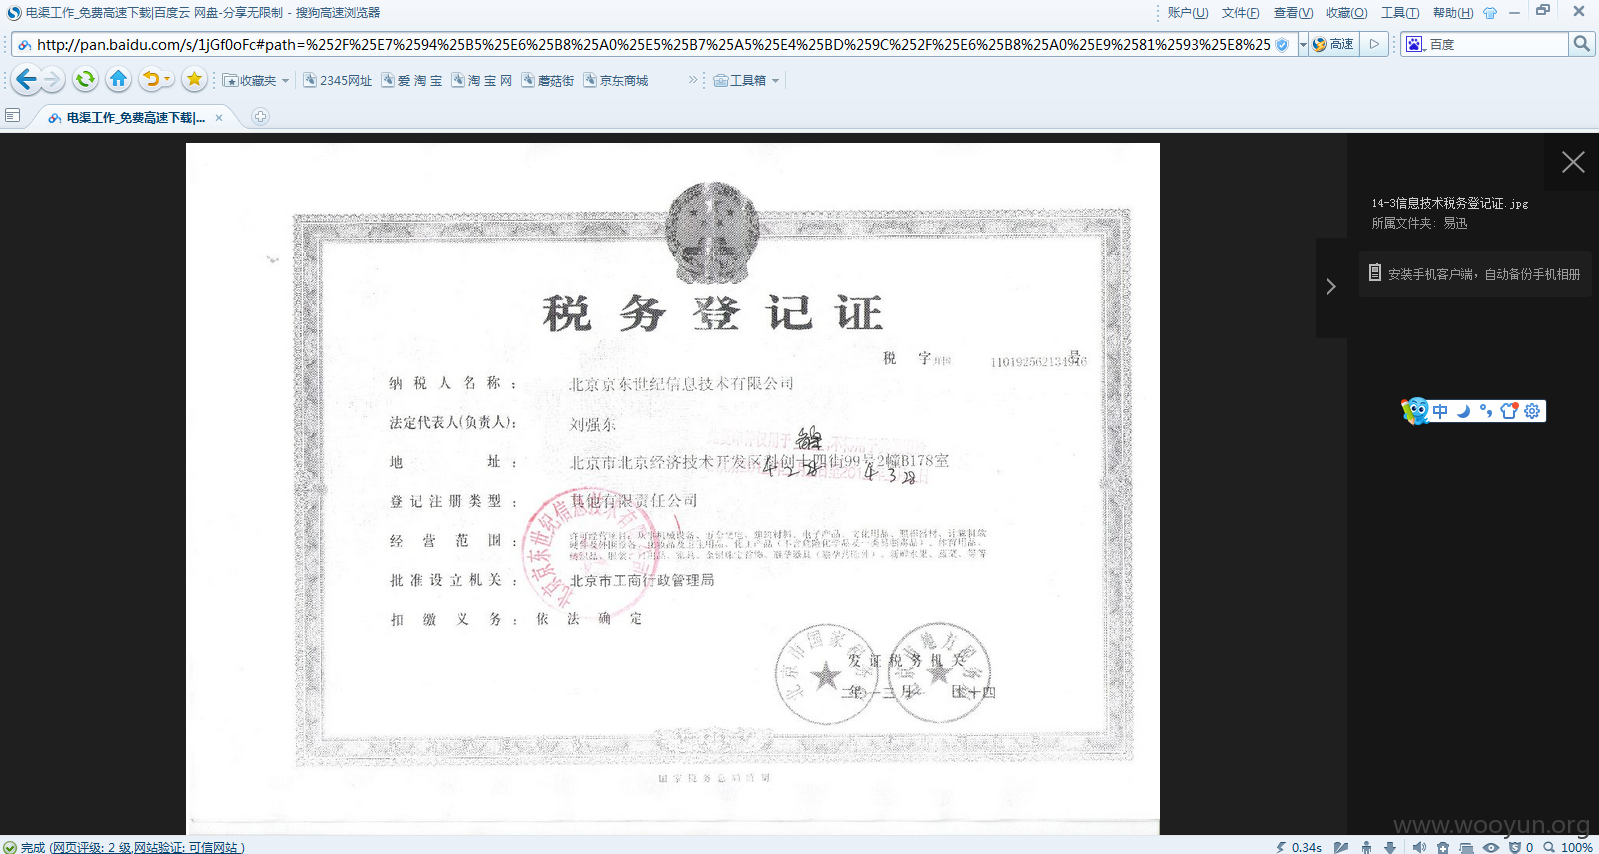 电渠工作_免费高速下载|百度云 网盘-分享无限制 - 搜狗高速浏览器
账户(U) 文件(F) 查看(V) 收藏(O) 工具(T) 帮助(H)
http://pan.baidu.com/s/1jGf0oFc#path=%252F%25E7%2594%25B5%25E6%25B8%25A0%25E5%25B7%25A5%25E4%25BD%259C%252F%25E6%25B8%25A0%25E9%2581%2593%25E8%25
高速
百度
收藏夹
2345网址
爱 淘 宝
淘 宝 网
蘑菇街
京东商城
工具箱
电渠工作_免费高速下载|...
14-3信息技术税务登记证.jpg
所属文件夹: 易迅
安装手机客户端，自动备份手机相册
中
税务登记证
税 字 110192562134916 号
纳税人名称： 北京京东世纪信息技术有限公司
法定代表人(负责人)： 刘强东
地 址： 北京市北京经济技术开发区科创十四街99号2幢B178室
4 2 28 4 3 28
登记注册类型： 其他有限责任公司
经营范围：
批准设立机关： 北京市工商行政管理局
扣缴义务： 依法确定
北京京东世纪信息技术有限公司
发证税务机关
国家税务总局监制
www.wooyun.org
完成 (网页评级: 2 级,网站验证: 可信网站 )
0.34s
0
100%